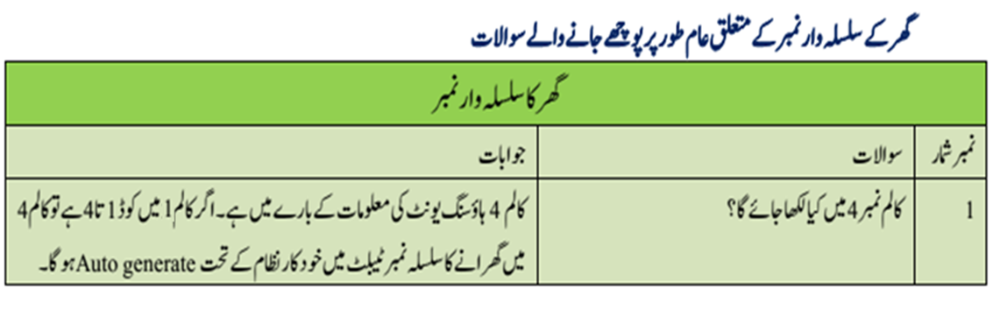 گھر کے سلسلہ وار نمبر کے متعلق عام طور پر پوچھے جانے والے سوالات
گھر کا سلسلہ وار نمبر
نمبر شمار سوالات جوابات
1 کالم نمبر 4 میں کیا لکھا جائے گا؟ کالم 4 ہاؤسنگ یونٹ کی معلومات کے بارے میں ہے۔ اگر کالم 1 میں کوڈ 1 تا 4 ہے تو کالم 4
میں گھرانے کا سلسلہ نمبر ٹیبلٹ میں خود کار نظام کے تحت Auto generate ہو گا۔